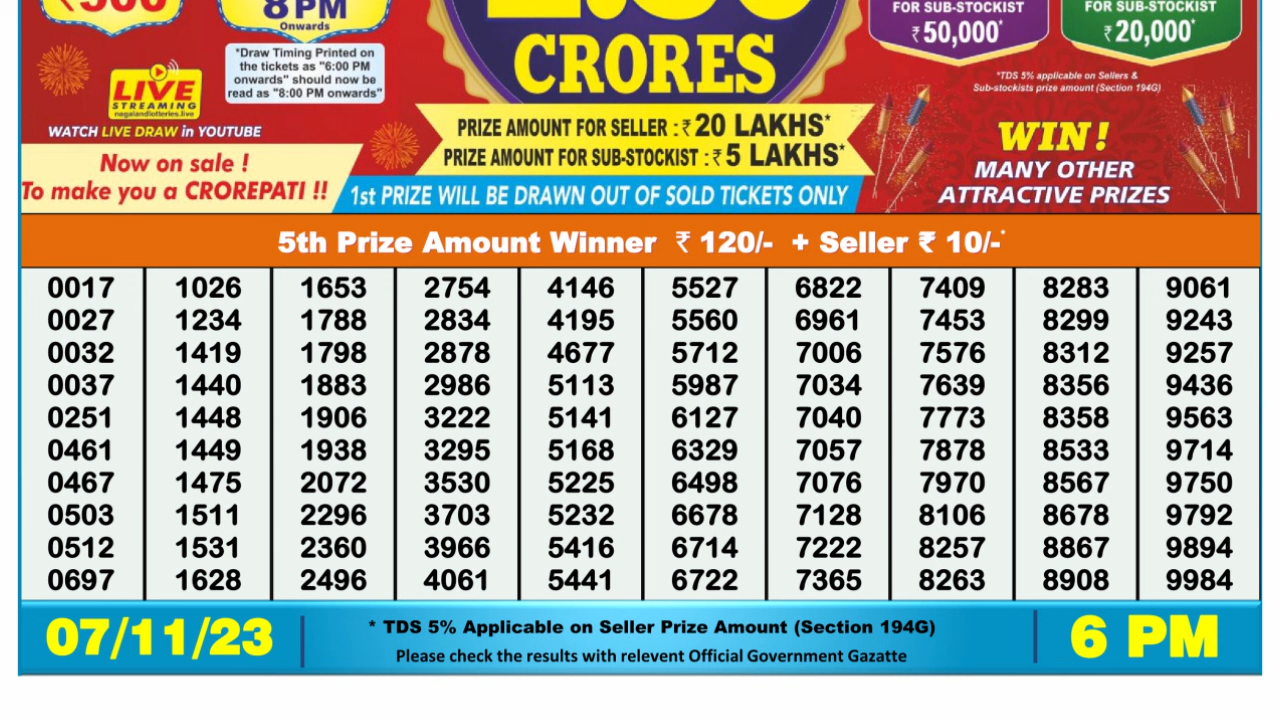 8 PM
Onwards
*Draw Timing Printed on
the tickets as "6:00 PM
onwards" should now be
read as "8:00 PM onwards"
LIVE
STREAMING
nagalandlotteries.live
WATCH LIVE DRAW in YOUTUBE
Now on sale !
To make you a CROREPATI !!
CRORES
PRIZE AMOUNT FOR SELLER : ₹ 20 LAKHS*
PRIZE AMOUNT FOR SUB-STOCKIST : ₹ 5 LAKHS*
1st PRIZE WILL BE DRAWN OUT OF SOLD TICKETS ONLY
FOR SUB-STOCKIST
₹ 50,000*
FOR SUB-STOCKIST
₹ 20,000*
*TDS 5% applicable on Sellers &
Sub-stockists prize amount (Section 194G)
WIN !
MANY OTHER
ATTRACTIVE PRIZES
5th Prize Amount Winner ₹ 120/- + Seller ₹ 10/-*
0017 1026 1653 2754 4146 5527 6822 7409 8283 9061
0027 1234 1788 2834 4195 5560 6961 7453 8299 9243
0032 1419 1798 2878 4677 5712 7006 7576 8312 9257
0037 1440 1883 2986 5113 5987 7034 7639 8356 9436
0251 1448 1906 3222 5141 6127 7040 7773 8358 9563
0461 1449 1938 3295 5168 6329 7057 7878 8533 9714
0467 1475 2072 3530 5225 6498 7076 7970 8567 9750
0503 1511 2296 3703 5232 6678 7128 8106 8678 9792
0512 1531 2360 3966 5416 6714 7222 8257 8867 9894
0697 1628 2496 4061 5441 6722 7365 8263 8908 9984
07/11/23
* TDS 5% Applicable on Seller Prize Amount (Section 194G)
Please check the results with relevent Official Government Gazatte
6 PM